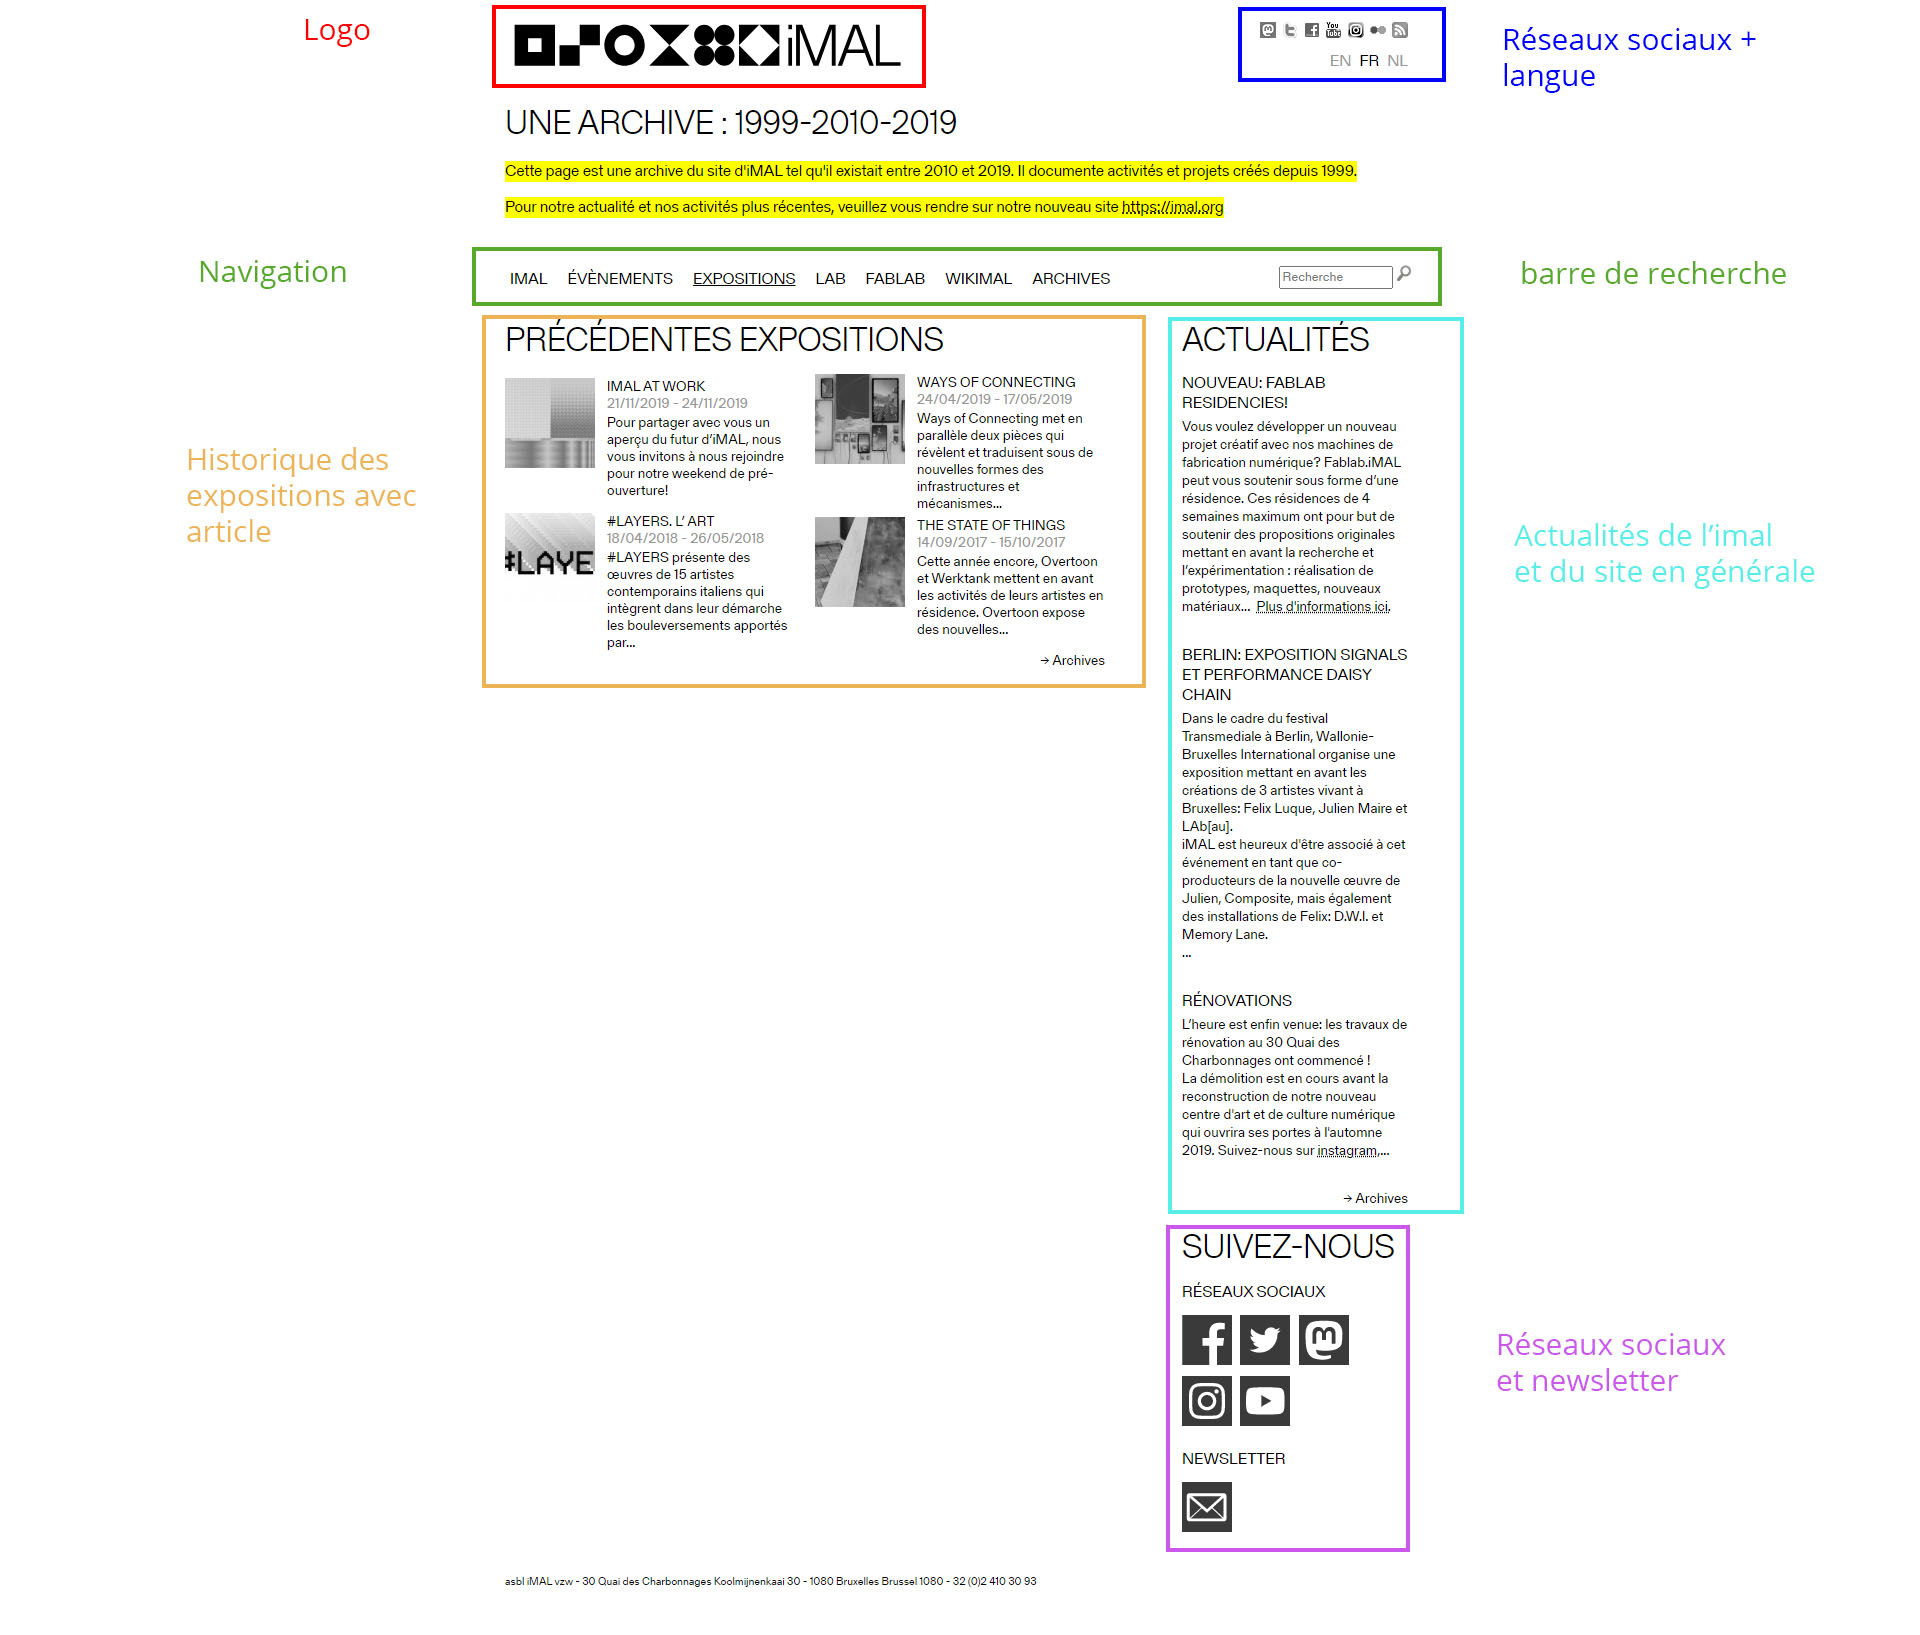 Logo
iMAL
You
Tube
EN FR NL
Réseaux sociaux +
langue
UNE ARCHIVE : 1999-2010-2019
Cette page est une archive du site d'iMAL tel qu'il existait entre 2010 et 2019. Il documente activités et projets créés depuis 1999.
Pour notre actualité et nos activités plus récentes, veuillez vous rendre sur notre nouveau site https://imal.org
Navigation
IMAL ÉVÈNEMENTS EXPOSITIONS LAB FABLAB WIKIMAL ARCHIVES
Recherche
barre de recherche
Historique des
expositions avec
article
PRÉCÉDENTES EXPOSITIONS
IMAL AT WORK
21/11/2019 - 24/11/2019
Pour partager avec vous un
aperçu du futur d’iMAL, nous
vous invitons à nous rejoindre
pour notre weekend de pré-
ouverture!
WAYS OF CONNECTING
24/04/2019 - 17/05/2019
Ways of Connecting met en
parallèle deux pièces qui
révèlent et traduisent sous de
nouvelles formes des
infrastructures et
mécanismes...
#LAYE
#LAYERS. L’ ART
18/04/2018 - 26/05/2018
#LAYERS présente des
œuvres de 15 artistes
contemporains italiens qui
intègrent dans leur démarche
les bouleversements apportés
par...
THE STATE OF THINGS
14/09/2017 - 15/10/2017
Cette année encore, Overtoon
et Werktank mettent en avant
les activités de leurs artistes en
résidence. Overtoon expose
des nouvelles...
→ Archives
ACTUALITÉS
NOUVEAU: FABLAB
RESIDENCIES!
Vous voulez développer un nouveau
projet créatif avec nos machines de
fabrication numérique? Fablab.iMAL
peut vous soutenir sous forme d’une
résidence. Ces résidences de 4
semaines maximum ont pour but de
soutenir des propositions originales
mettant en avant la recherche et
l’expérimentation : réalisation de
prototypes, maquettes, nouveaux
matériaux... Plus d'informations ici.
BERLIN: EXPOSITION SIGNALS
ET PERFORMANCE DAISY
CHAIN
Dans le cadre du festival
Transmediale à Berlin, Wallonie-
Bruxelles International organise une
exposition mettant en avant les
créations de 3 artistes vivant à
Bruxelles: Felix Luque, Julien Maire et
LAb[au].
iMAL est heureux d'être associé à cet
événement en tant que co-
producteurs de la nouvelle œuvre de
Julien, Composite, mais également
des installations de Felix: D.W.I. et
Memory Lane.
...
RÉNOVATIONS
L’heure est enfin venue: les travaux de
rénovation au 30 Quai des
Charbonnages ont commencé !
La démolition est en cours avant la
reconstruction de notre nouveau
centre d'art et de culture numérique
qui ouvrira ses portes à l'automne
2019. Suivez-nous sur instagram,...
→ Archives
Actualités de l’imal
et du site en générale
SUIVEZ-NOUS
RÉSEAUX SOCIAUX
NEWSLETTER
Réseaux sociaux
et newsletter
asbl iMAL vzw - 30 Quai des Charbonnages Koolmijnenkaai 30 - 1080 Bruxelles Brussel 1080 - 32 (0)2 410 30 93